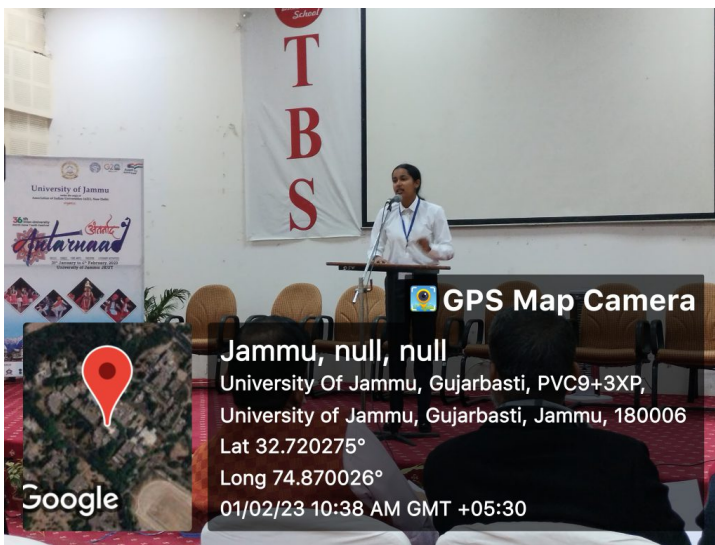 School
T
B
S
University of Jammu
36th
अंतर्नाद
Antarnaad
University of Jammu
GPS Map Camera
Jammu, null, null
University Of Jammu, Gujarbasti, PVC9+3XP,
University of Jammu, Gujarbasti, Jammu, 180006
Lat 32.720275°
Long 74.870026°
01/02/23 10:38 AM GMT +05:30
Google